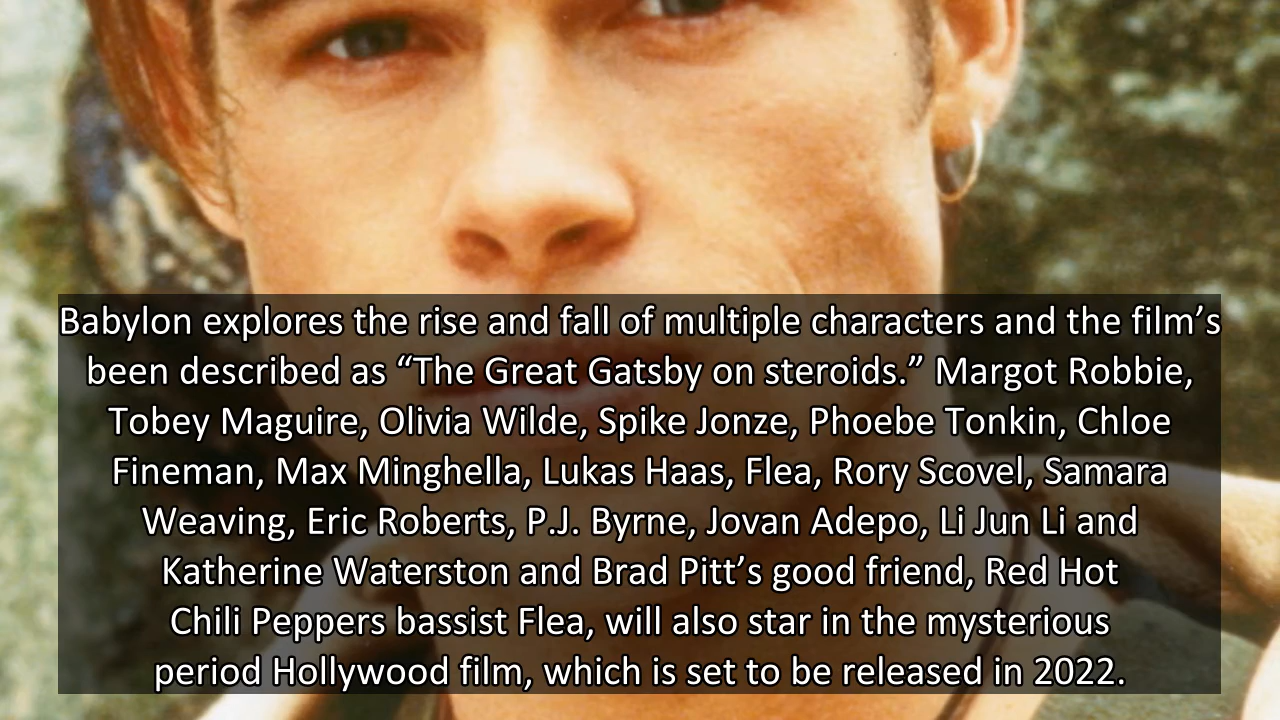 Babylon explores the rise and fall of multiple characters and the film’s
been described as “The Great Gatsby on steroids.” Margot Robbie,
Tobey Maguire, Olivia Wilde, Spike Jonze, Phoebe Tonkin, Chloe
Fineman, Max Minghella, Lukas Haas, Flea, Rory Scovel, Samara
Weaving, Eric Roberts, P.J. Byrne, Jovan Adepo, Li Jun Li and
Katherine Waterston and Brad Pitt’s good friend, Red Hot
Chili Peppers bassist Flea, will also star in the mysterious
period Hollywood film, which is set to be released in 2022.